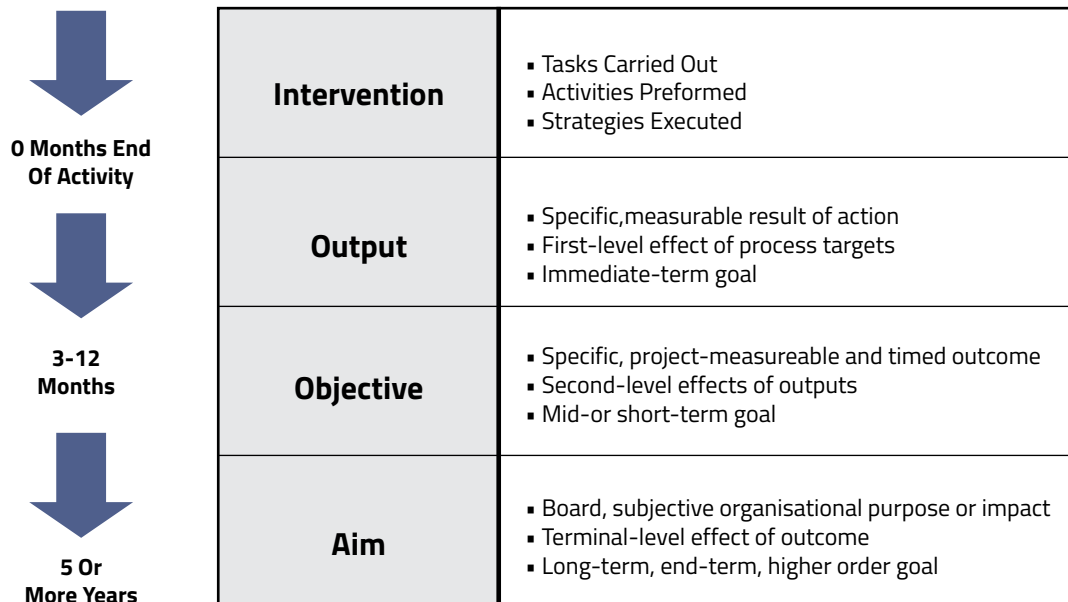 Intervention
▪ Tasks Carried Out
▪ Activities Preformed
▪ Strategies Executed
0 Months End
Of Activity
Output
▪ Specific,measurable result of action
▪ First-level effect of process targets
▪ Immediate-term goal
3-12
Months
Objective
▪ Specific, project-measureable and timed outcome
▪ Second-level effects of outputs
▪ Mid-or short-term goal
Aim
▪ Board, subjective organisational purpose or impact
▪ Terminal-level effect of outcome
▪ Long-term, end-term, higher order goal
5 Or
More Years